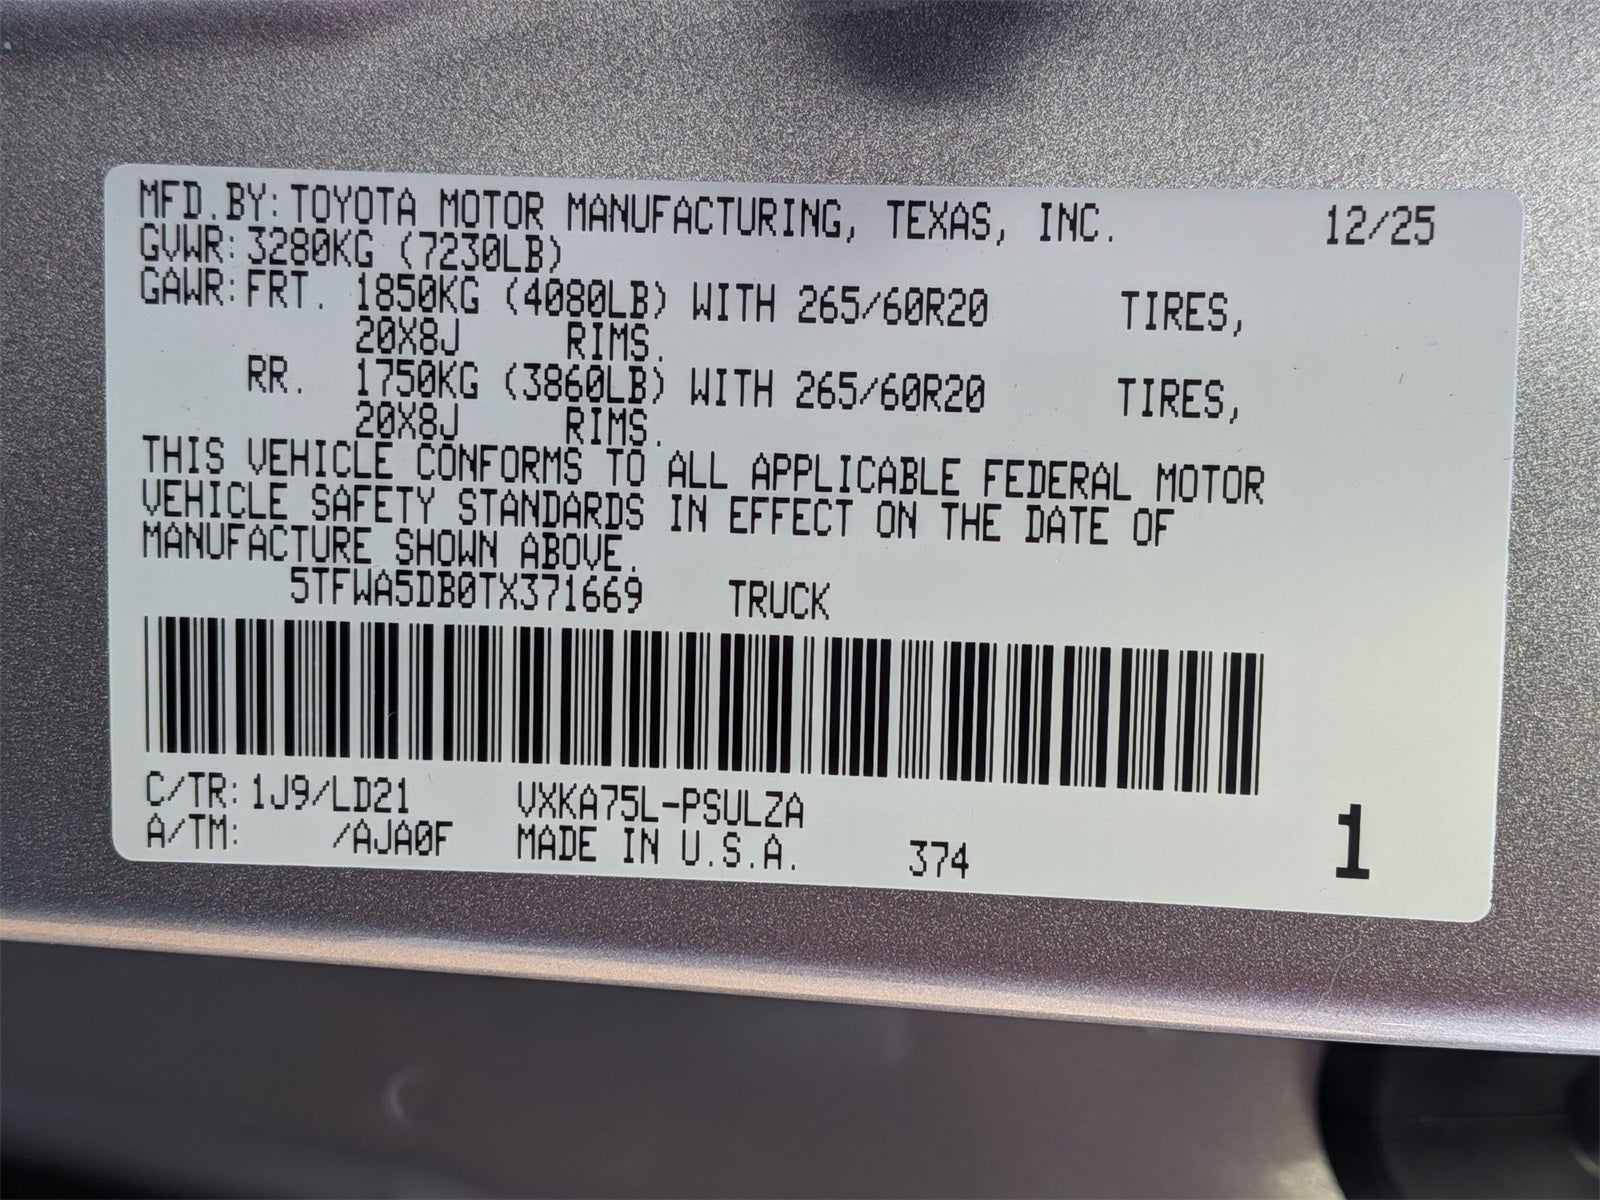 MFD.BY: TOYOTA MOTOR MANUFACTURING, TEXAS, INC. 12/25
GVWR: 3280KG (7230LB)
GAWR: FRT. 1850KG (4080LB) WITH 265/60R20 TIRES,
20X8J RIMS.
RR. 1750KG (3860LB) WITH 265/60R20 TIRES,
20X8J RIMS.
THIS VEHICLE CONFORMS TO ALL APPLICABLE FEDERAL MOTOR
VEHICLE SAFETY STANDARDS IN EFFECT ON THE DATE OF
MANUFACTURE SHOWN ABOVE.
5TFWA5DB0TX371669 TRUCK
C/TR: 1J9/LD21 VXKA75L-PSULZA
A/TM: /AJA0F MADE IN U.S.A. 374 1